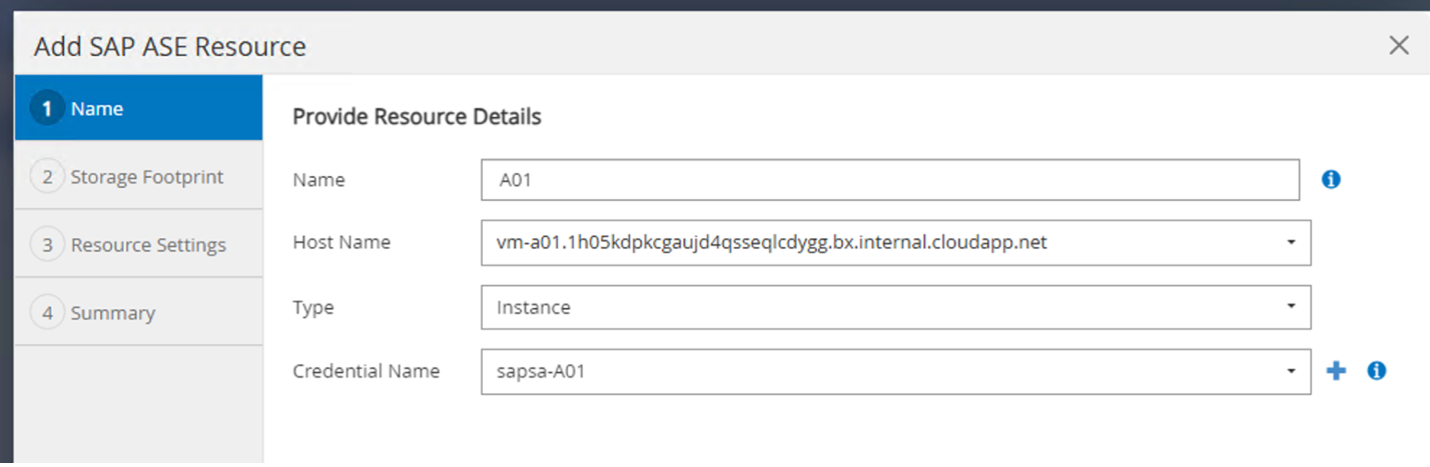 Add SAP ASE Resource
1 Name
2 Storage Footprint
3 Resource Settings
4 Summary
Provide Resource Details
Name A01
Host Name vm-a01.1h05kdpkcgaujd4qsseqlcdygg.bx.internal.cloudapp.net
Type Instance
Credential Name sapsa-A01